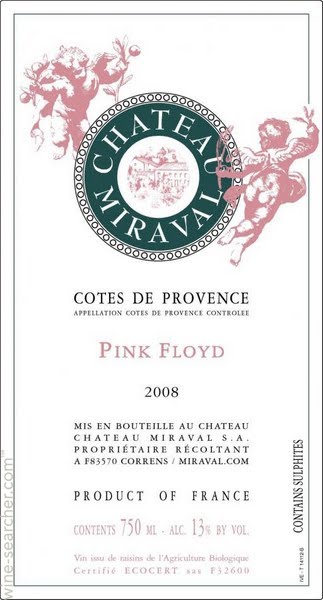 CHATEAU
MIRAVAL
COTES DE PROVENCE
APPELLATION COTES DE PROVENCE CONTROLEE
PINK FLOYD
2008
MIS EN BOUTEILLE AU CHATEAU
CHATEAU MIRAVAL S.A.
PROPRIÉTAIRE RÉCOLTANT
A F83570 CORRENS / MIRAVAL.COM
PRODUCT OF FRANCE
CONTENTS 750 ML - ALC. 13% BY VOL.
Vin issu de raisins de l'Agriculture Biologique
Certifié ECOCERT sas F32600
CONTAINS SULPHITES
wine-searcher.com™